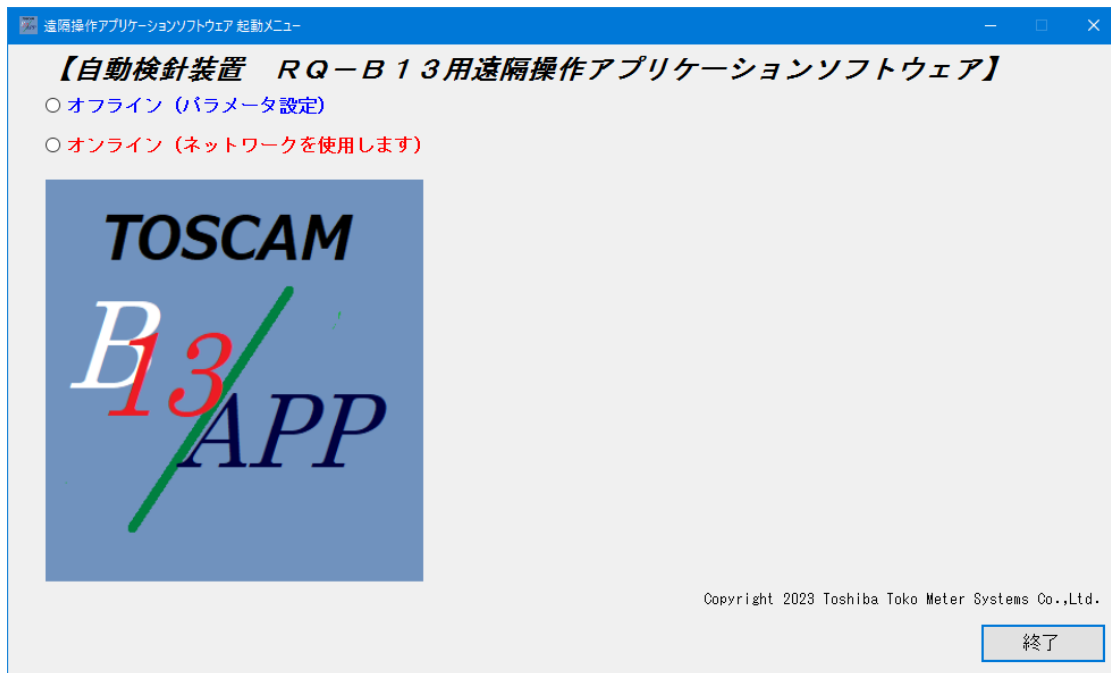 遠隔操作アプリケーションソフトウェア 起動メニュー
【自動検針装置　ＲＱ－Ｂ１３用遠隔操作アプリケーションソフトウェア】
オフライン（パラメータ設定）
オンライン（ネットワークを使用します）
TOSCAM
B13/APP
Copyright 2023 Toshiba Toko Meter Systems Co.,Ltd.
終了